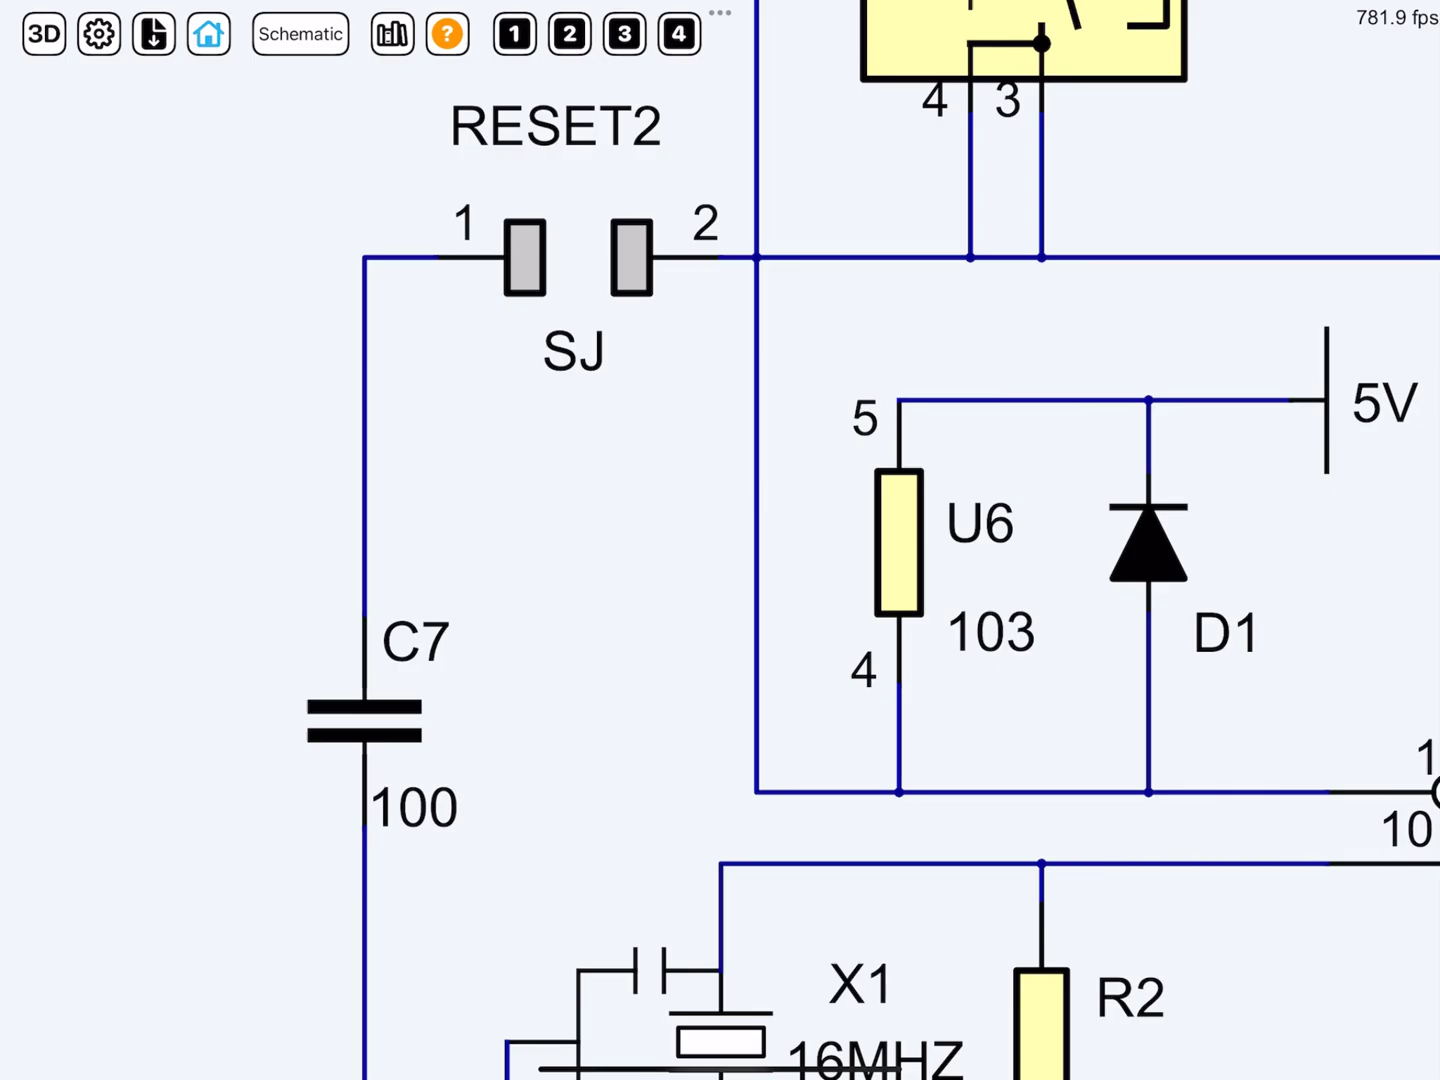 3D Schematic ? 1 2 3 4 781.9 fps
4 3
RESET2
1 2
SJ
5 5V
U6
103
D1
4
C7
100
1
10
X1
R2
16MHZ